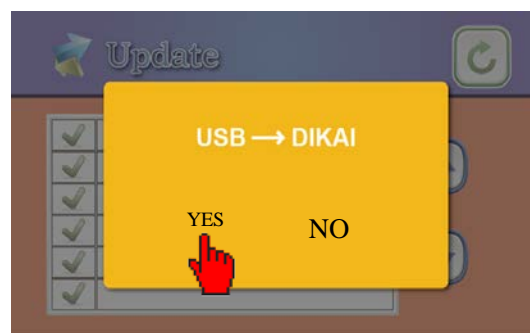 Update
USB → DIKAI
YES NO